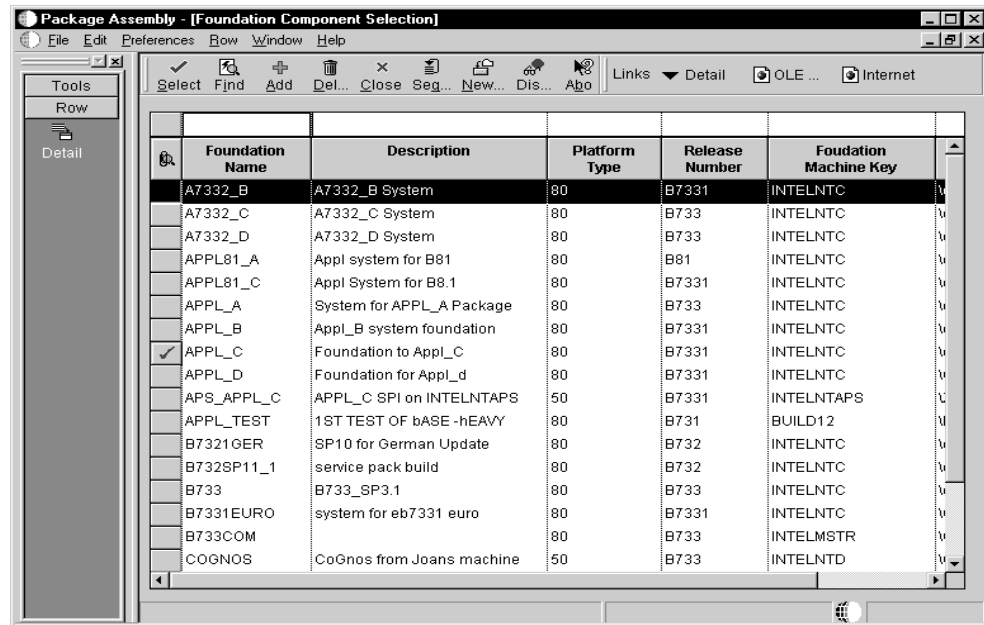 Package Assembly - [Foundation Component Selection]
File Edit Preferences Row Window Help
Tools
Row
Detail
Select Find Add Del... Close Seq... New... Dis... Abo Links Detail OLE ... Internet
Foundation Name Description Platform Type Release Number Foudation Machine Key
A7332_B A7332_B System 80 B7331 INTELNTC
A7332_C A7332_C System 80 B733 INTELNTC
A7332_D A7332_D System 80 B733 INTELNTC
APPL81_A Appl system for B81 80 B81 INTELNTC
APPL81_C Appl System for B8.1 80 B7331 INTELNTC
APPL_A System for APPL_A Package 80 B733 INTELNTC
APPL_B Appl_B system foundation 80 B7331 INTELNTC
APPL_C Foundation to Appl_C 80 B7331 INTELNTC
APPL_D Foundation for Appl_d 80 B7331 INTELNTC
APS_APPL_C APPL_C SPI on INTELNTAPS 50 B7331 INTELNTAPS
APPL_TEST 1ST TEST OF bASE -hEAVY 80 B731 BUILD12
B7321GER SP10 for German Update 80 B732 INTELNTC
B732SP11_1 service pack build 80 B732 INTELNTC
B733 B733_SP3.1 80 B733 INTELNTC
B7331EURO system for eb7331 euro 80 B7331 INTELNTC
B733COM 80 B733 INTELMSTR
COGNOS CoGnos from Joans machine 50 B733 INTELNTD